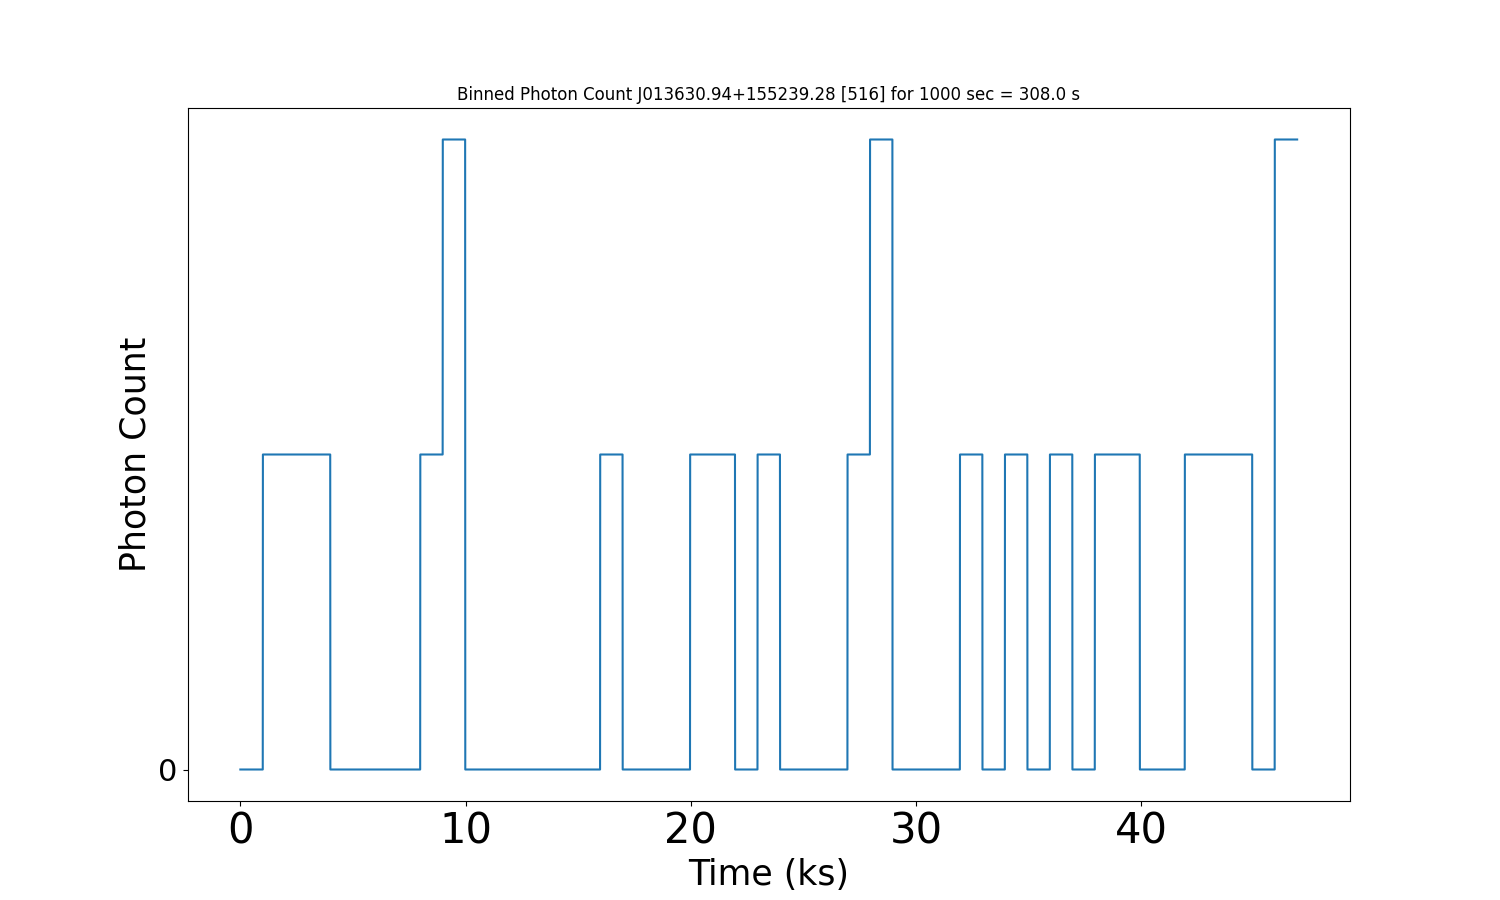 Binned Photon Count J013630.94+155239.28 [516] for 1000 sec = 308.0 s
Photon Count
0
0 10 20 30 40
Time (ks)